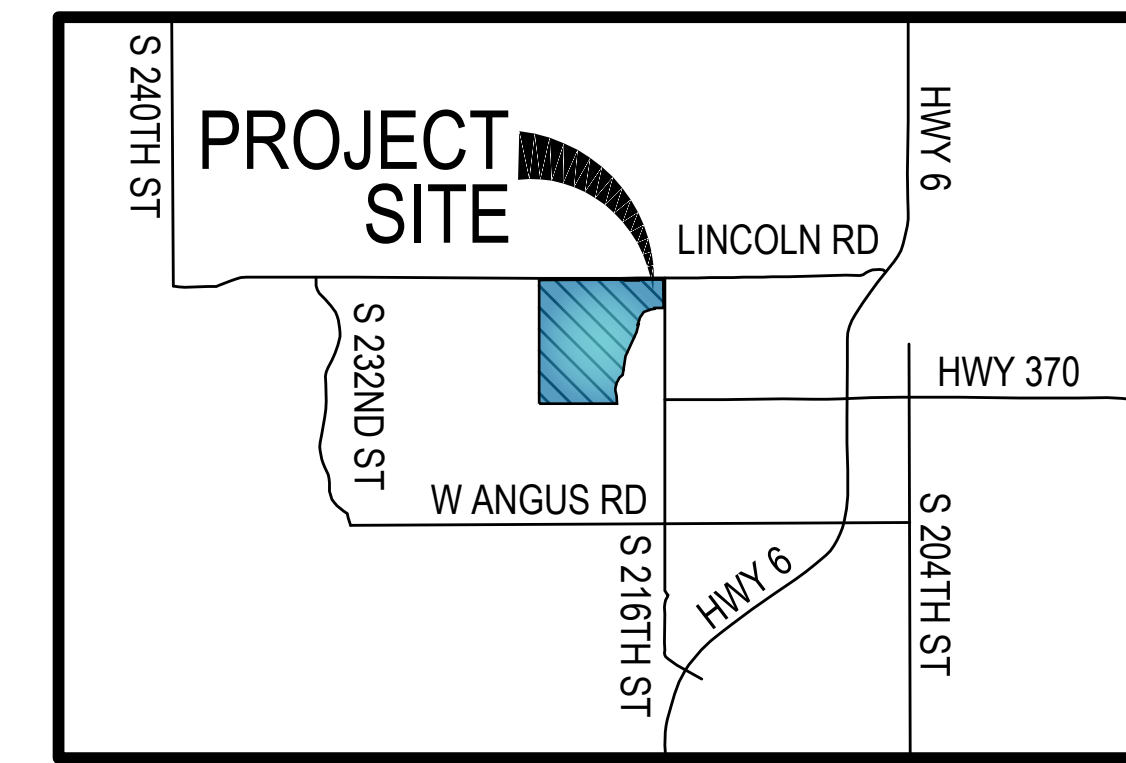 S 240TH ST
PROJECT
SITE
HWY 6
LINCOLN RD
S 232ND ST
HWY 370
W ANGUS RD
S 216TH ST
HWY 6
S 204TH ST